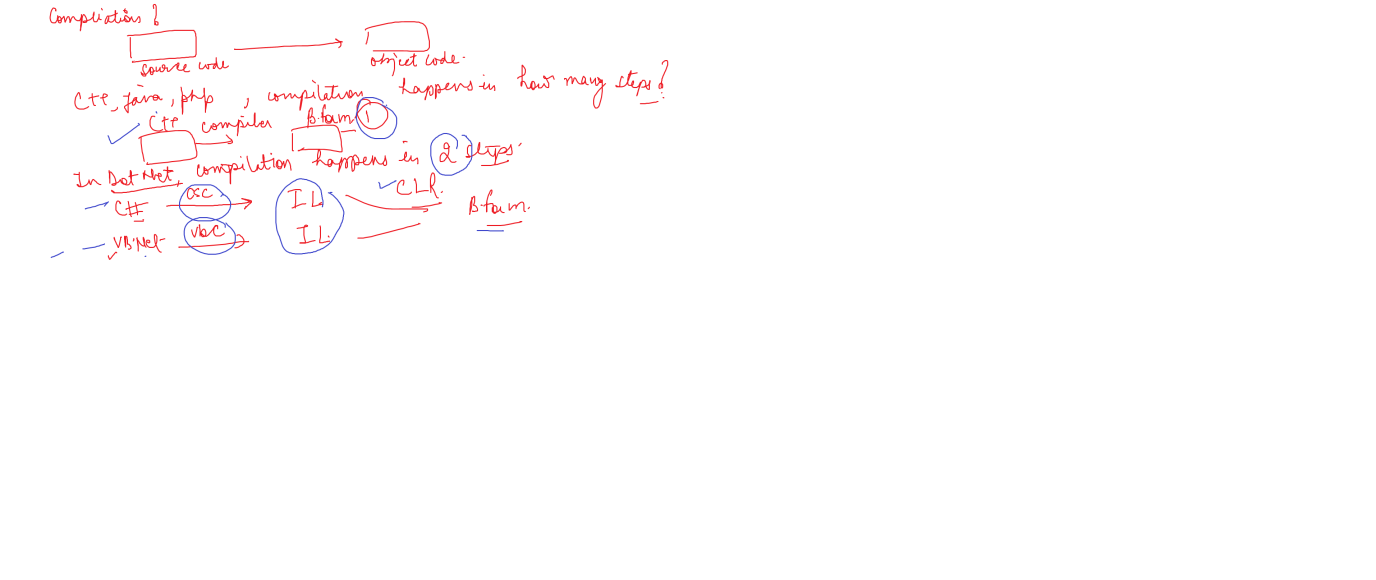 Compliation?
source code object code.
C++, Java, php, compilation happens in how many steps?
C++ compiler B.form 1
In Dot Net, compilation happens in 2 steps.
C# csc IL CLR. B.form.
VB.Net vbc IL